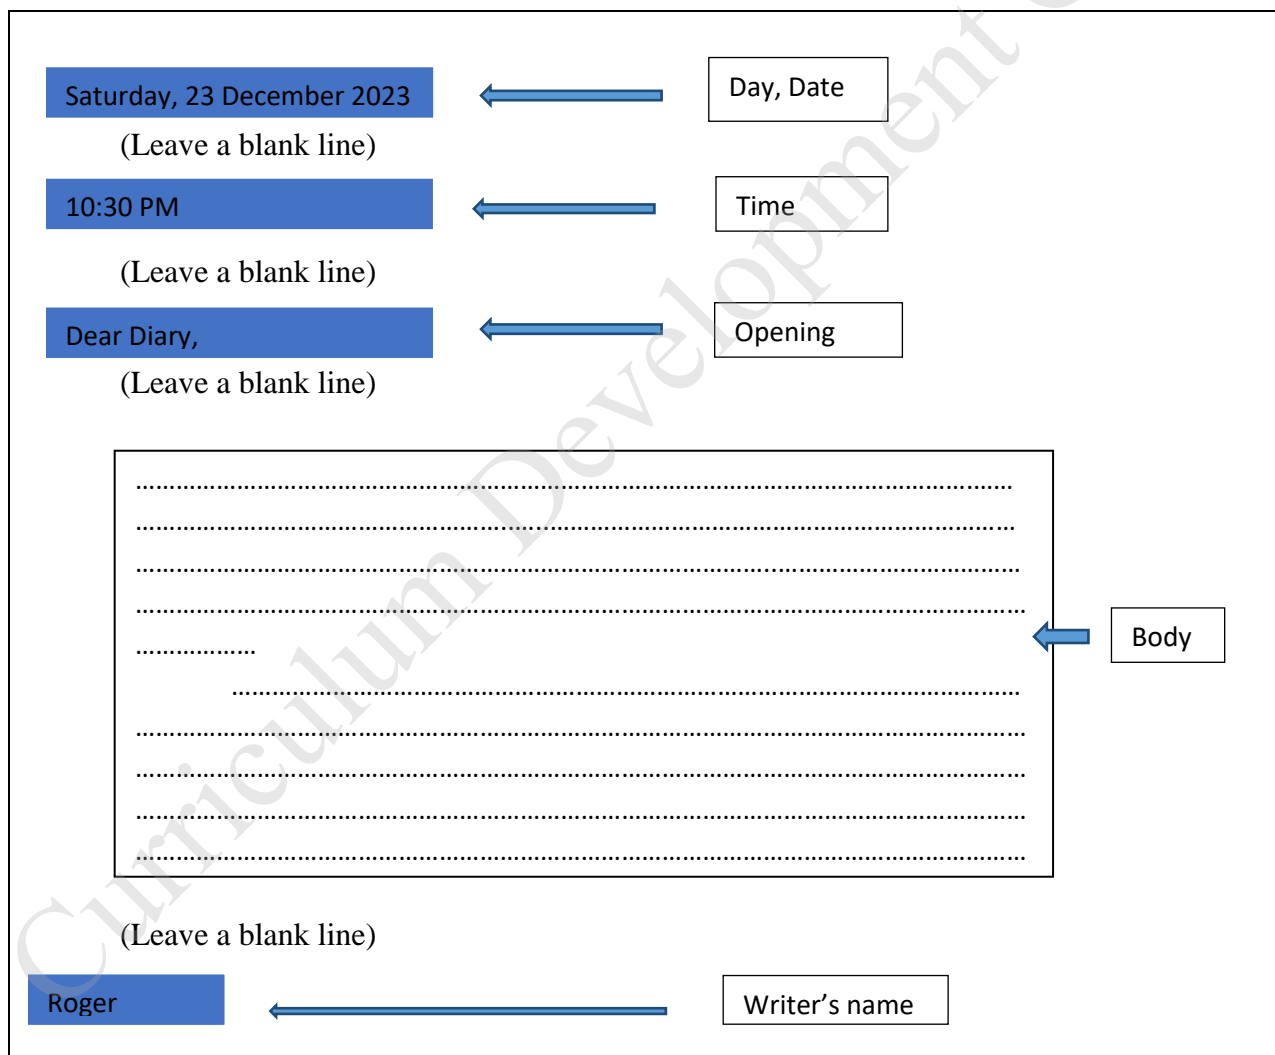 Saturday, 23 December 2023
Day, Date
(Leave a blank line)
10:30 PM
Time
(Leave a blank line)
Dear Diary,
Opening
(Leave a blank line)
Body
(Leave a blank line)
Roger
Writer’s name
Curriculum Development